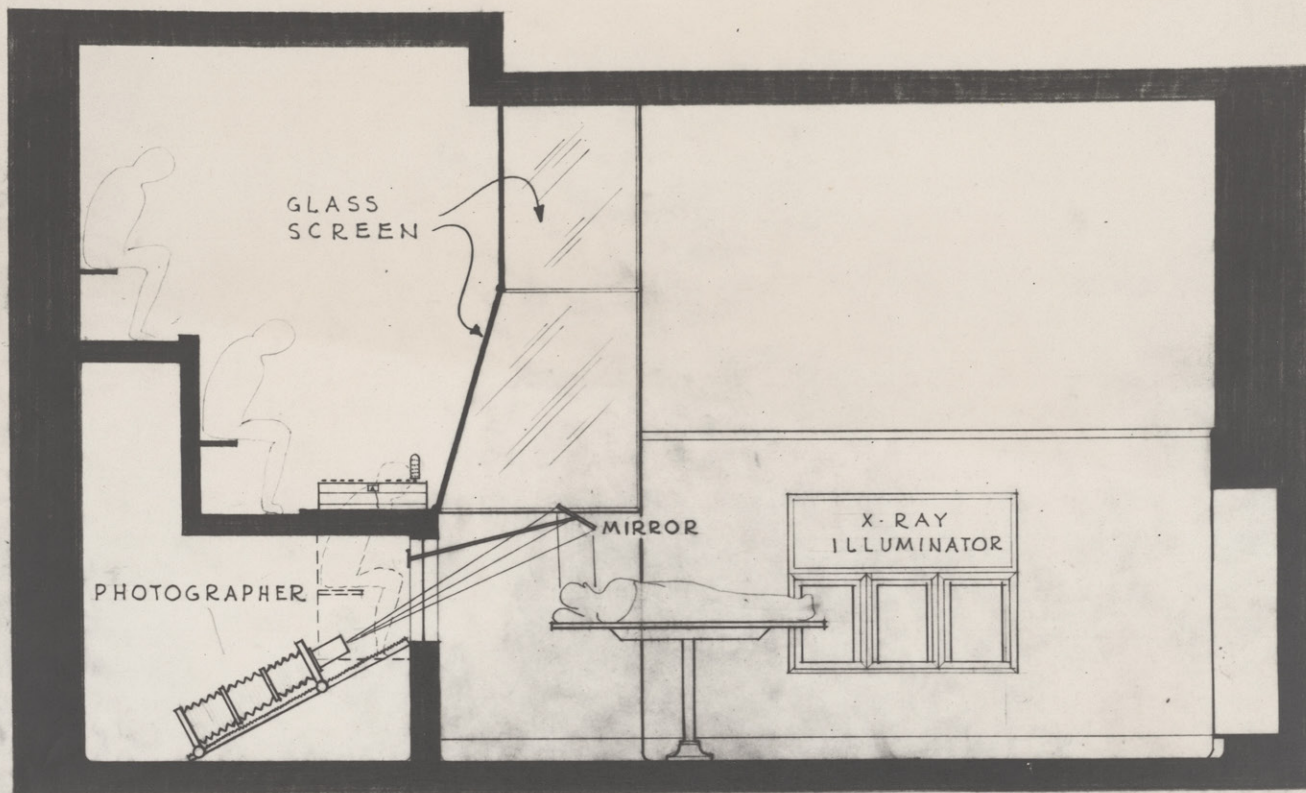 GLASS
SCREEN
MIRROR
X-RAY
ILLUMINATOR
PHOTOGRAPHER